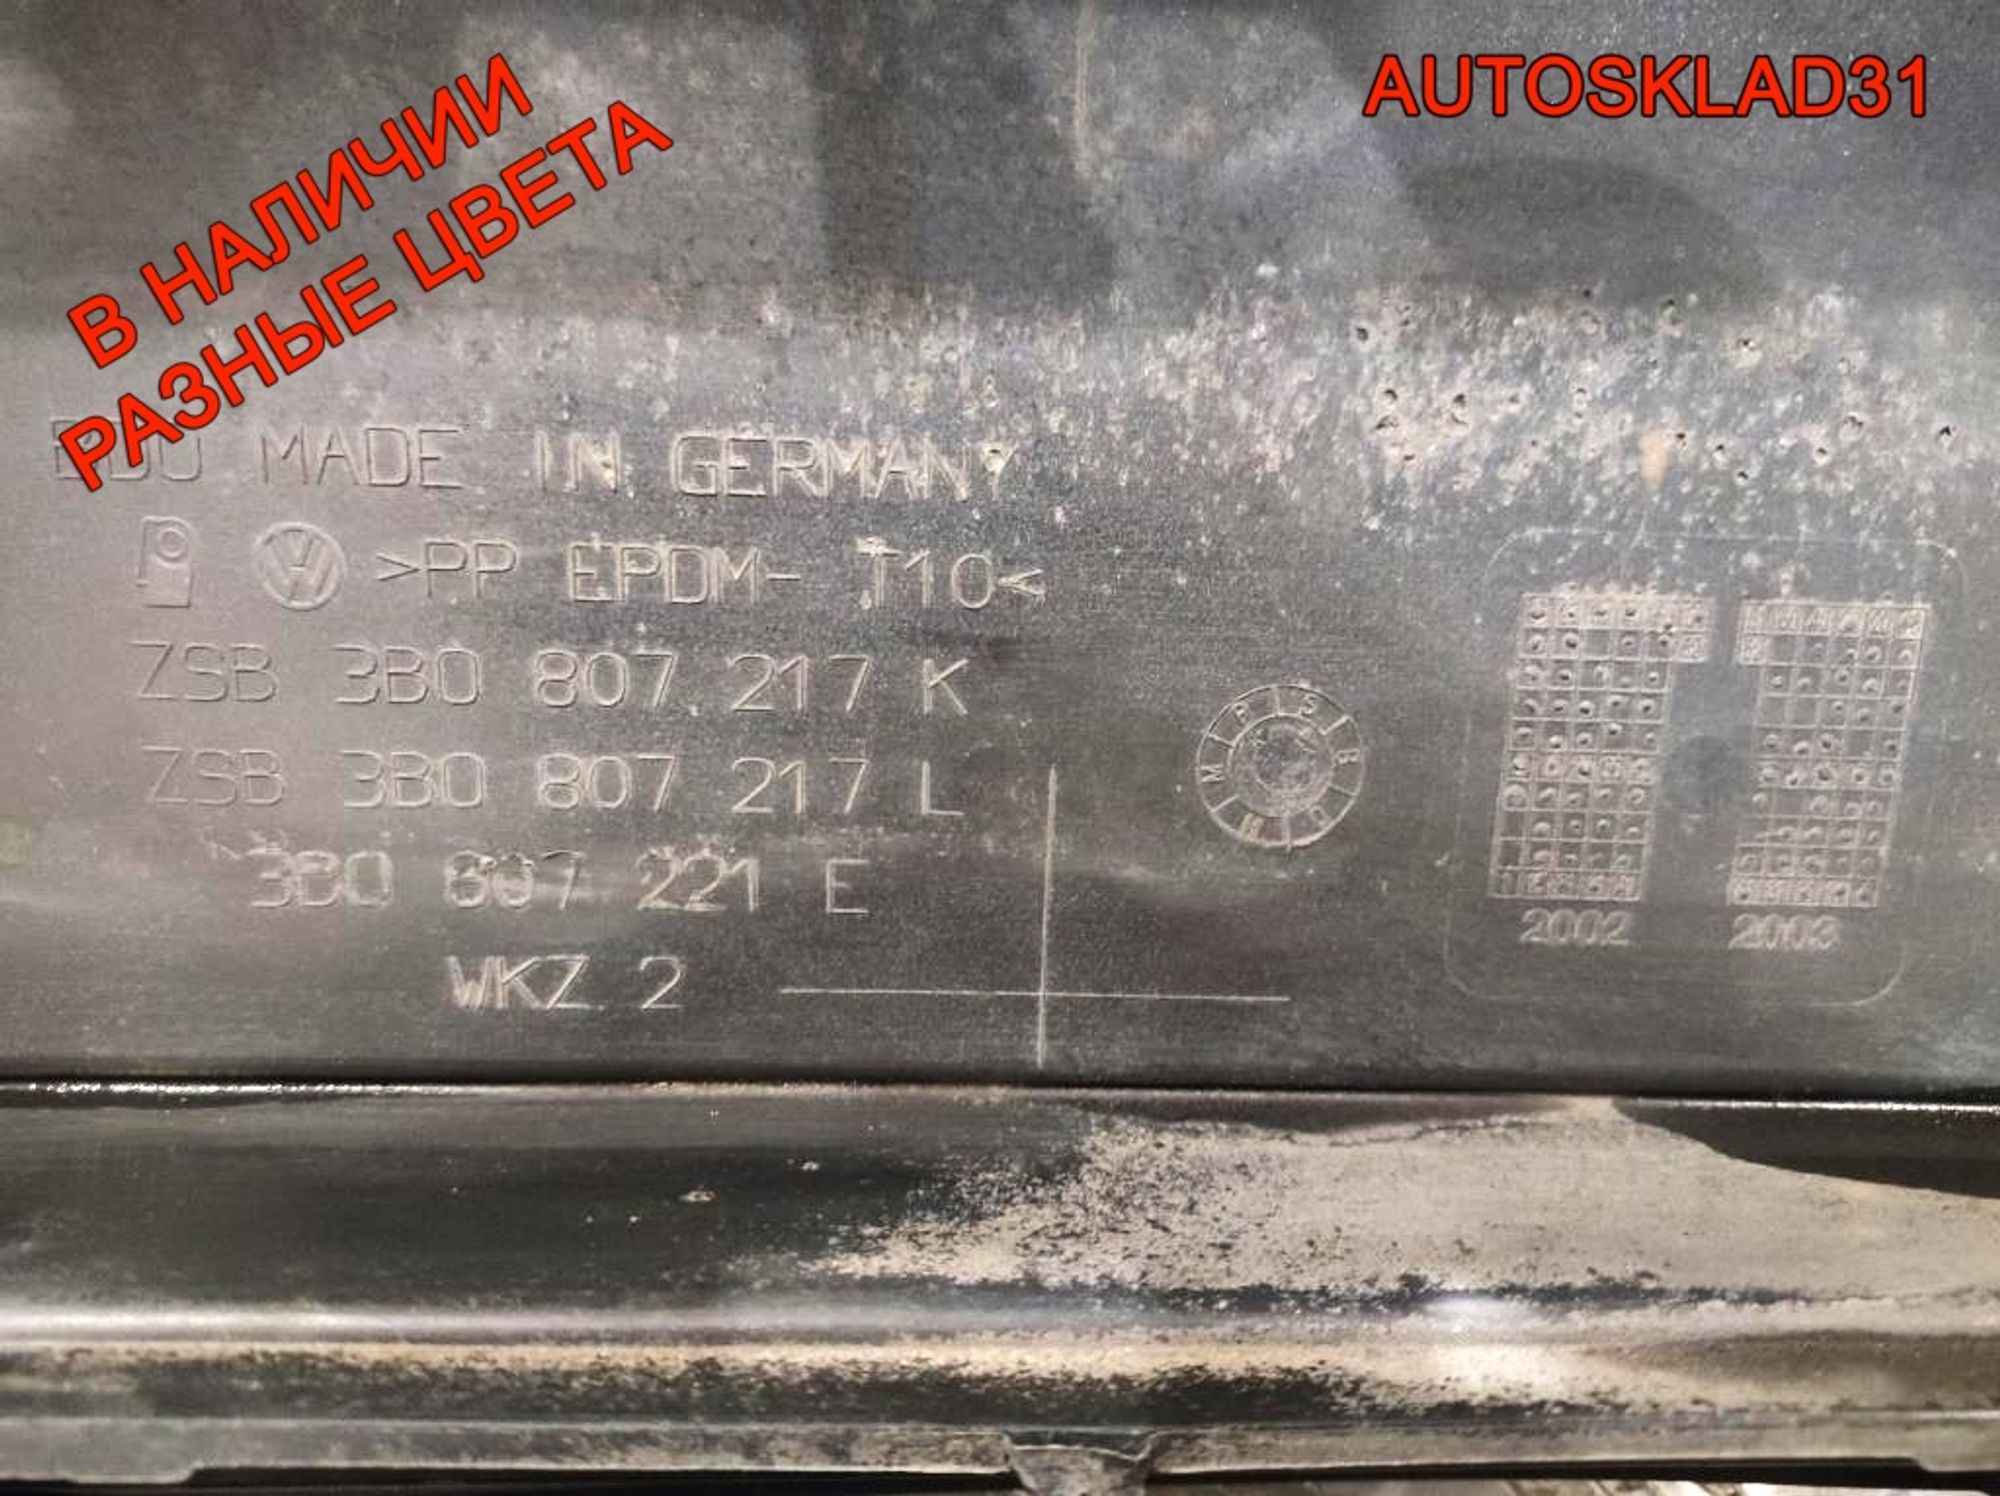 AUTOSKLAD31
В НАЛИЧИИ
РАЗНЫЕ ЦВЕТА
MADE IN GERMANY
>PP EPDM- T10<
ZSB 3B0 807 217 K
ZSB 3B0 807 217 L
3B0 807 221 E
WKZ 2
2002 2003